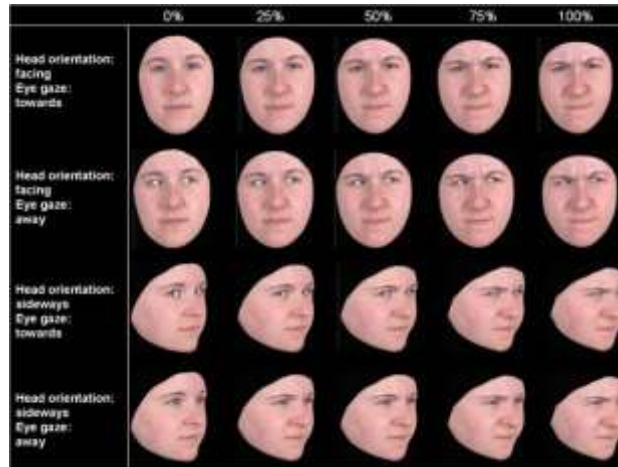 0% 25% 50% 75% 100%
Head orientation:
facing
Eye gaze:
towards
Head orientation:
facing
Eye gaze:
away
Head orientation:
sideways
Eye gaze:
towards
Head orientation:
sideways
Eye gaze:
away